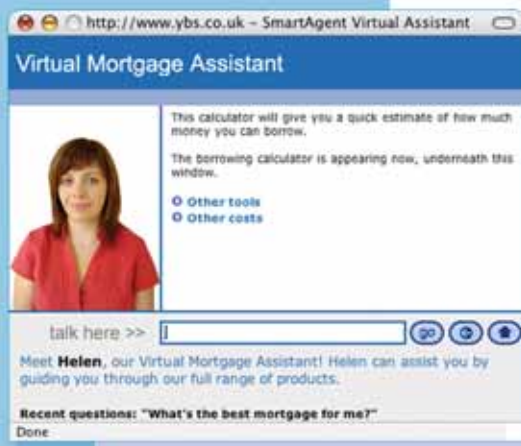 http://www.ybs.co.uk – SmartAgent Virtual Assistant
Virtual Mortgage Assistant
This calculator will give you a quick estimate of how much
money you can borrow.
The borrowing calculator is appearing now, underneath this
window.
Other tools
Other costs
talk here >>
go
Meet Helen, our Virtual Mortgage Assistant! Helen can assist you by
guiding you through our full range of products.
Recent questions: "What's the best mortgage for me?"
Done